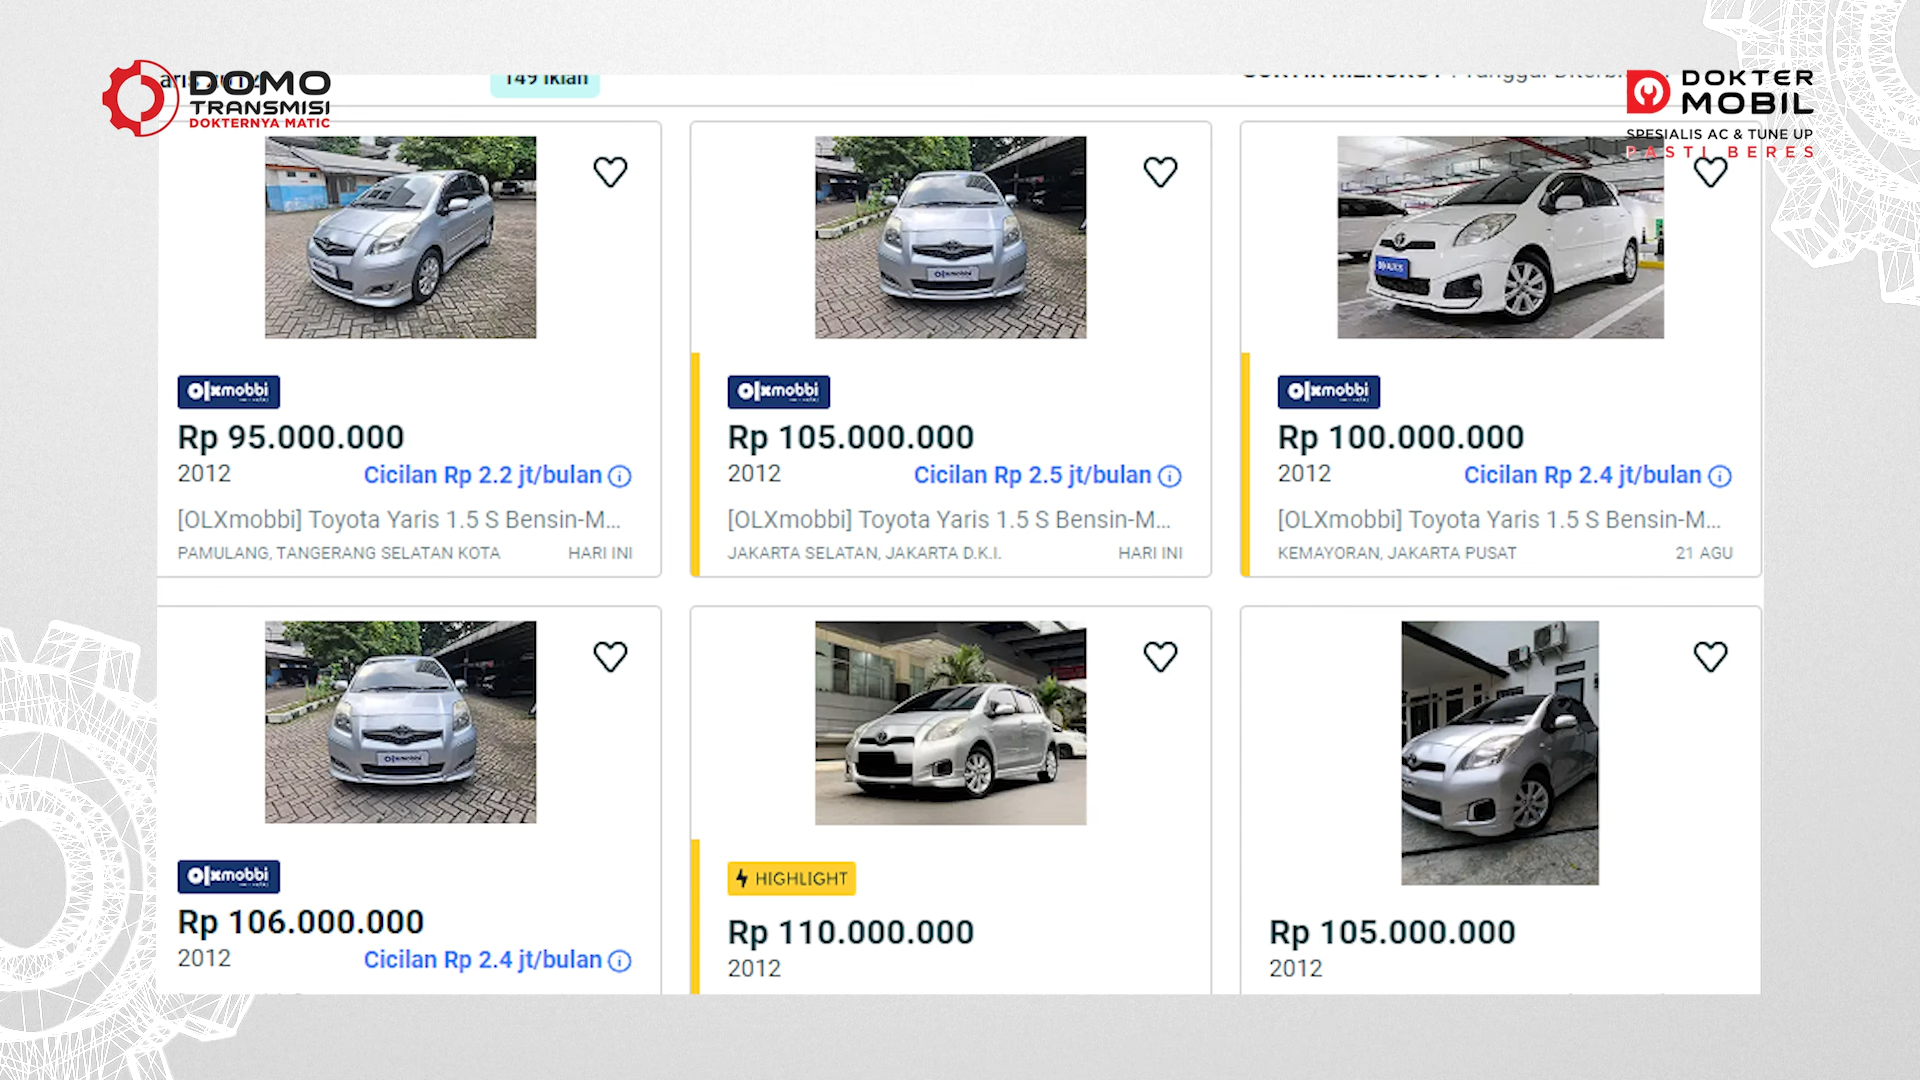 DOMO
TRANSMISI
DOKTERNYA MATIC
149 Iklan
DOKTER
MOBIL
SPESIALIS AC & TUNE UP
PASTI BERES
olxmobbi
Rp 95.000.000
2012
Cicilan Rp 2.2 jt/bulan
[OLXmobbi] Toyota Yaris 1.5 S Bensin-M...
PAMULANG, TANGERANG SELATAN KOTA
HARI INI
olxmobbi
olxmobbi
Rp 105.000.000
2012
Cicilan Rp 2.5 jt/bulan
[OLXmobbi] Toyota Yaris 1.5 S Bensin-M...
JAKARTA SELATAN, JAKARTA D.K.I.
HARI INI
olxmobbi
Rp 100.000.000
2012
Cicilan Rp 2.4 jt/bulan
[OLXmobbi] Toyota Yaris 1.5 S Bensin-M...
KEMAYORAN, JAKARTA PUSAT
21 AGU
olxmobbi
olxmobbi
Rp 106.000.000
2012
Cicilan Rp 2.4 jt/bulan
HIGHLIGHT
Rp 110.000.000
2012
Rp 105.000.000
2012